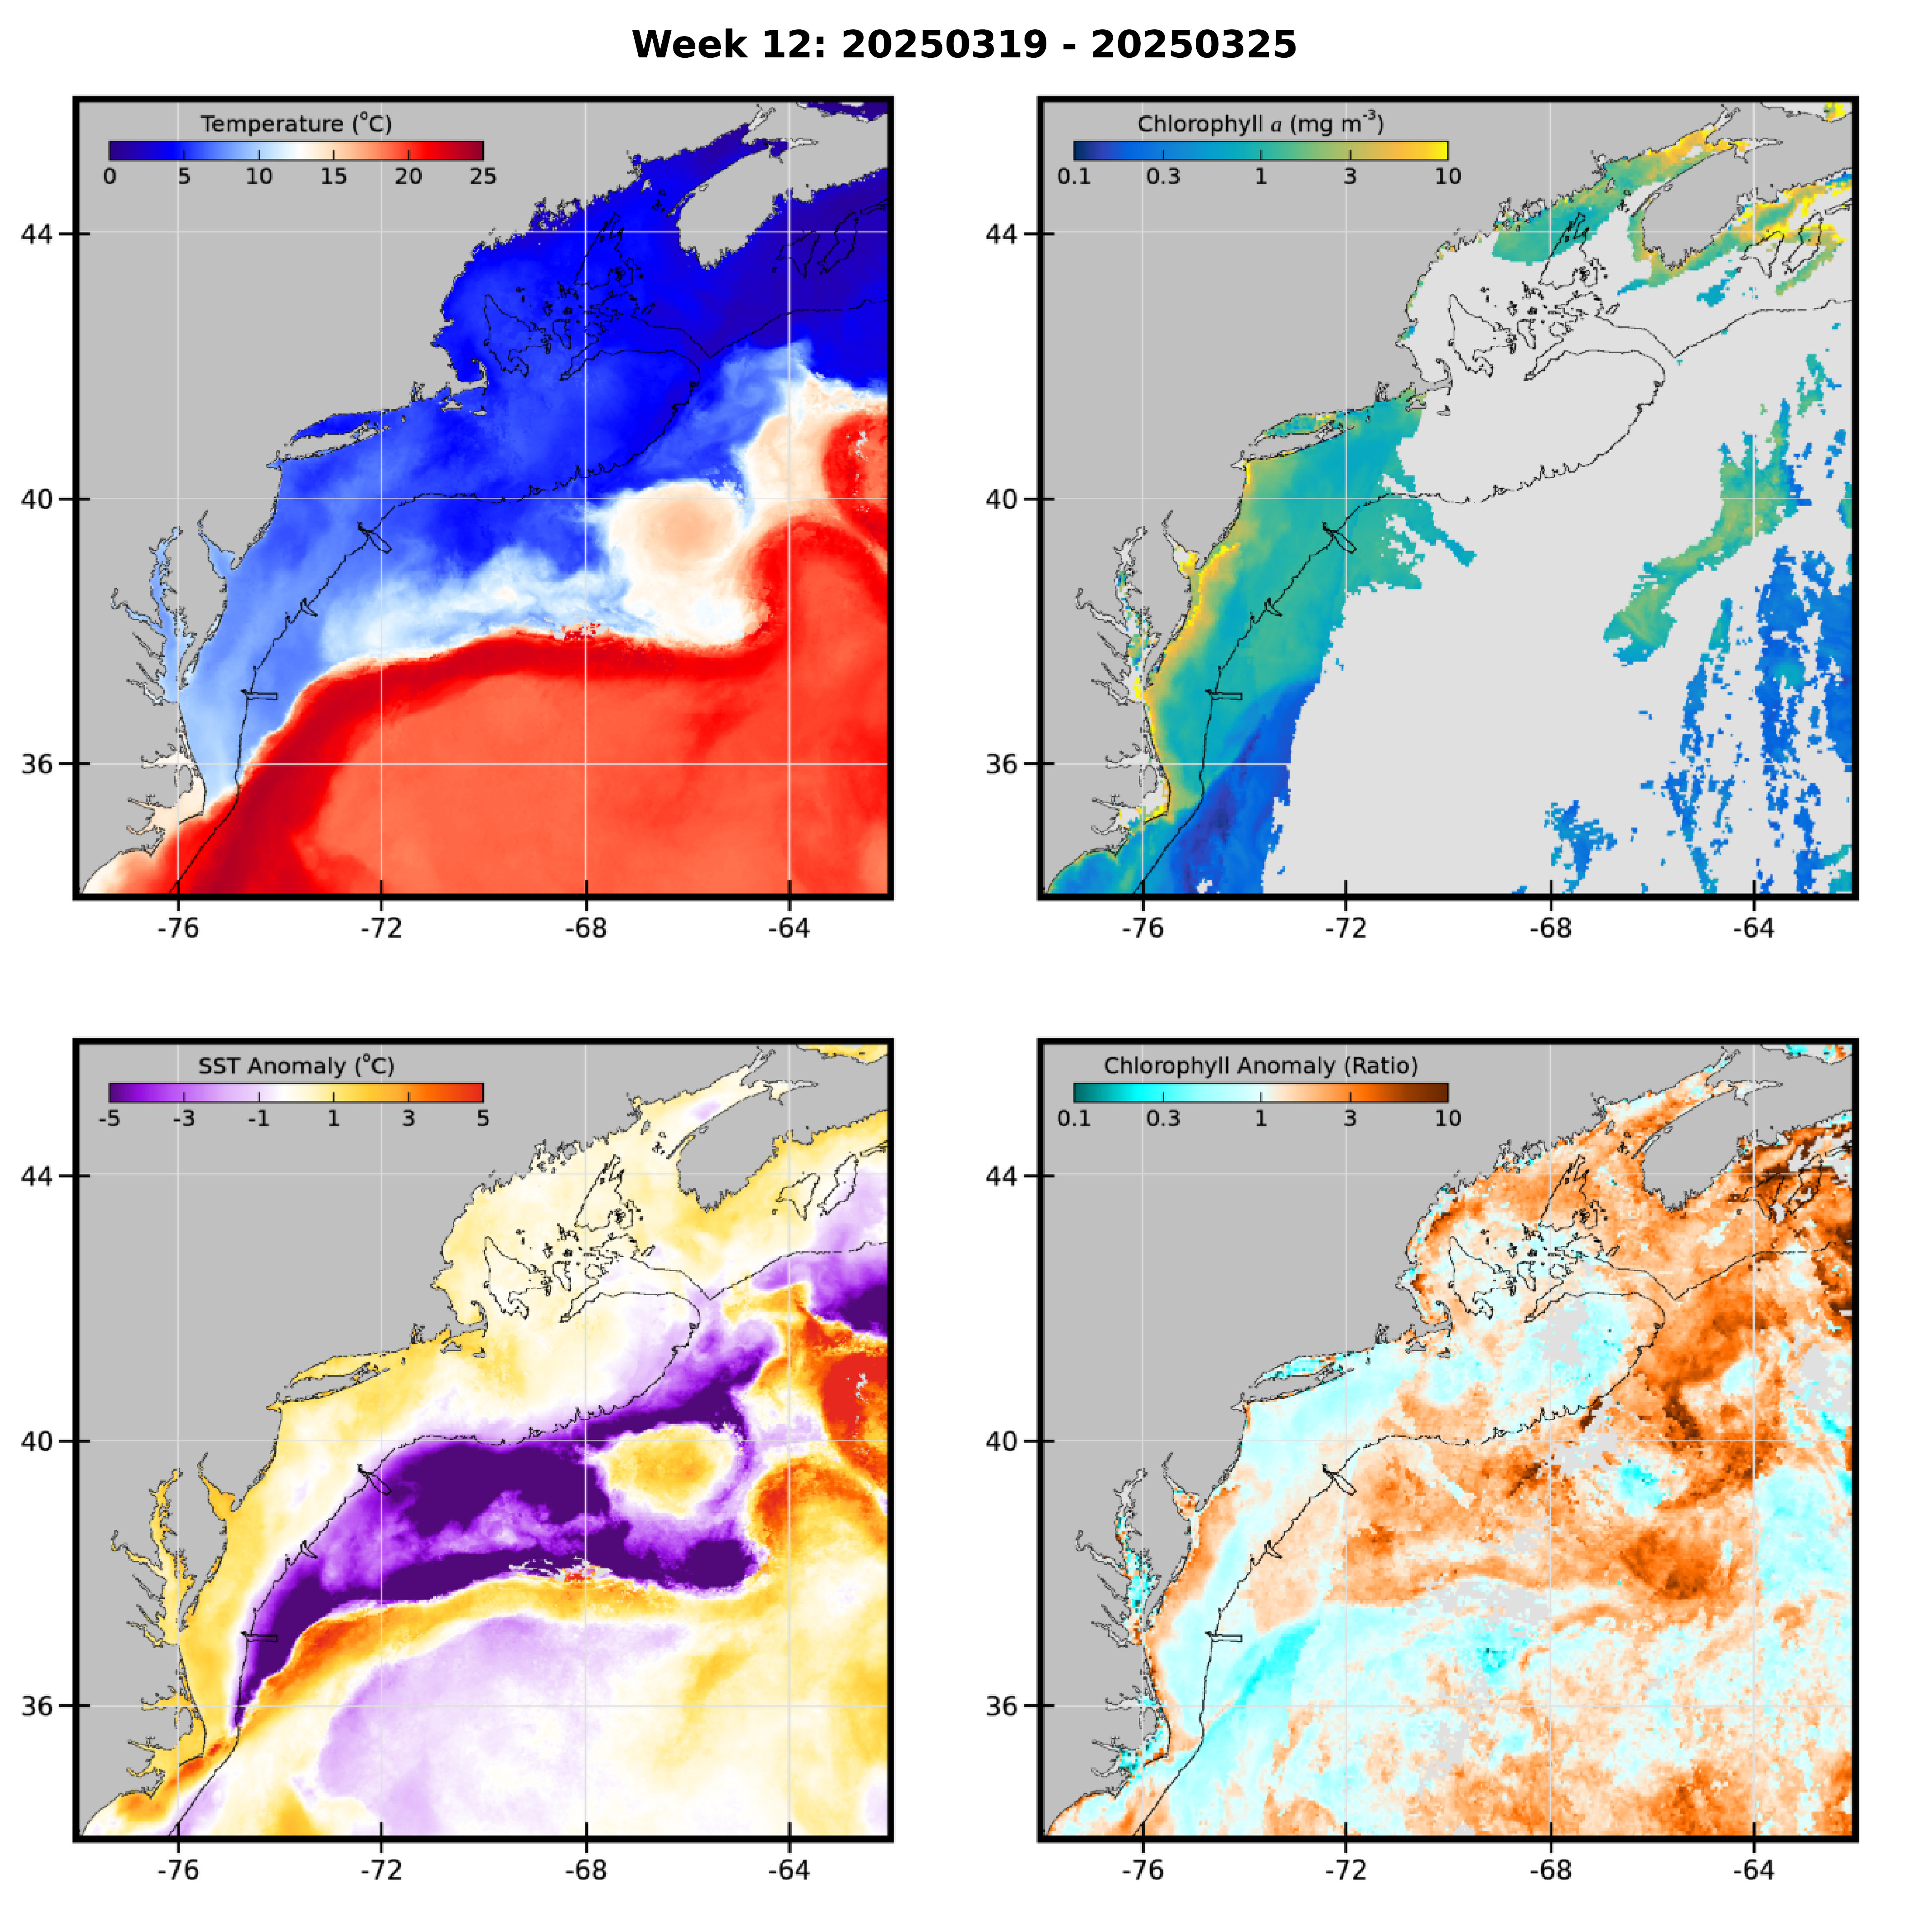 Week 12: 20250319 - 20250325
Temperature (°C)
0 5 10 15 20 25
44
40
36
-76 -72 -68 -64
Chlorophyll a (mg m-3)
0.1 0.3 1 3 10
44
40
36
-76 -72 -68 -64
SST Anomaly (°C)
-5 -3 -1 1 3 5
44
40
36
-76 -72 -68 -64
Chlorophyll Anomaly (Ratio)
0.1 0.3 1 3 10
44
40
36
-76 -72 -68 -64